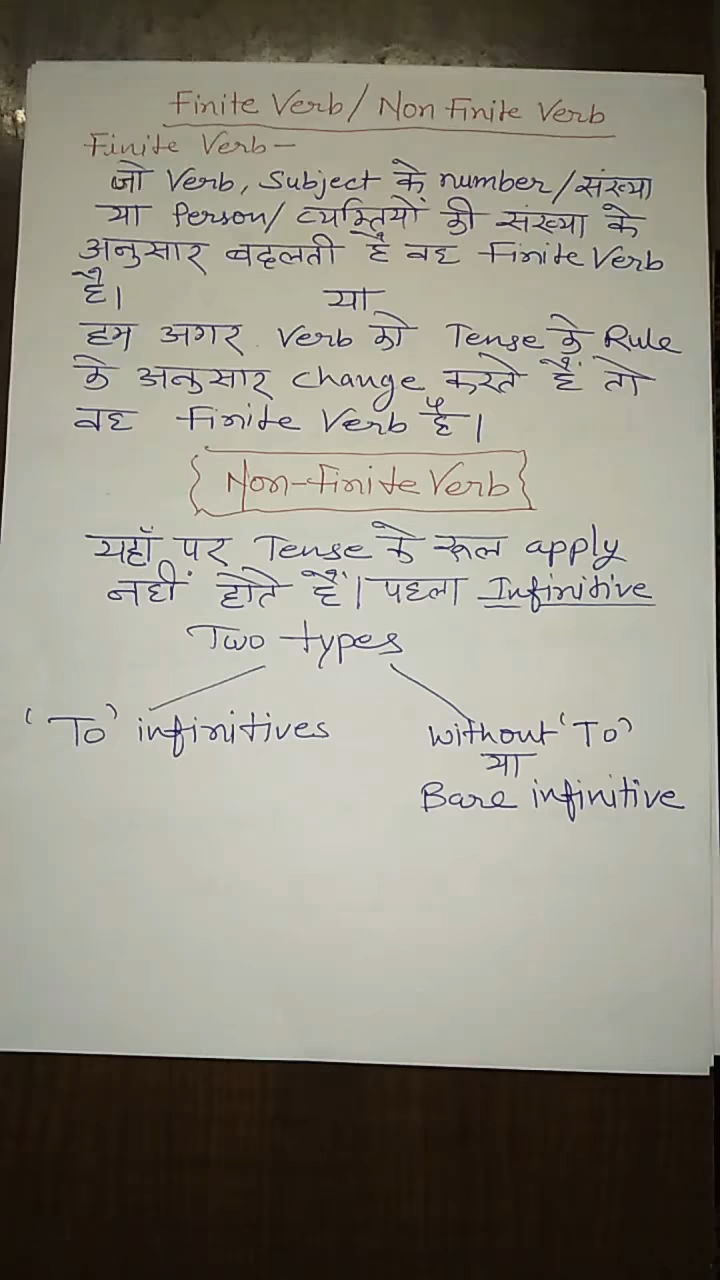 Finite Verb/ Non Finite Verb
Finite Verb-
जो Verb, Subject के number/संख्या
या Person/ व्यक्तियों की संख्या के
अनुसार बदलती है वह Finite Verb
है।
या
हम अगर Verb को Tense के Rule
के अनुसार change करते हैं तो
वह Finite Verb है।
{Non-Finite Verb}
यहाँ पर Tense के रूल apply
नहीं होते हैं। पहला Infinitive
Two types
'To' infinitives
without 'To'
या
Bare infinitive